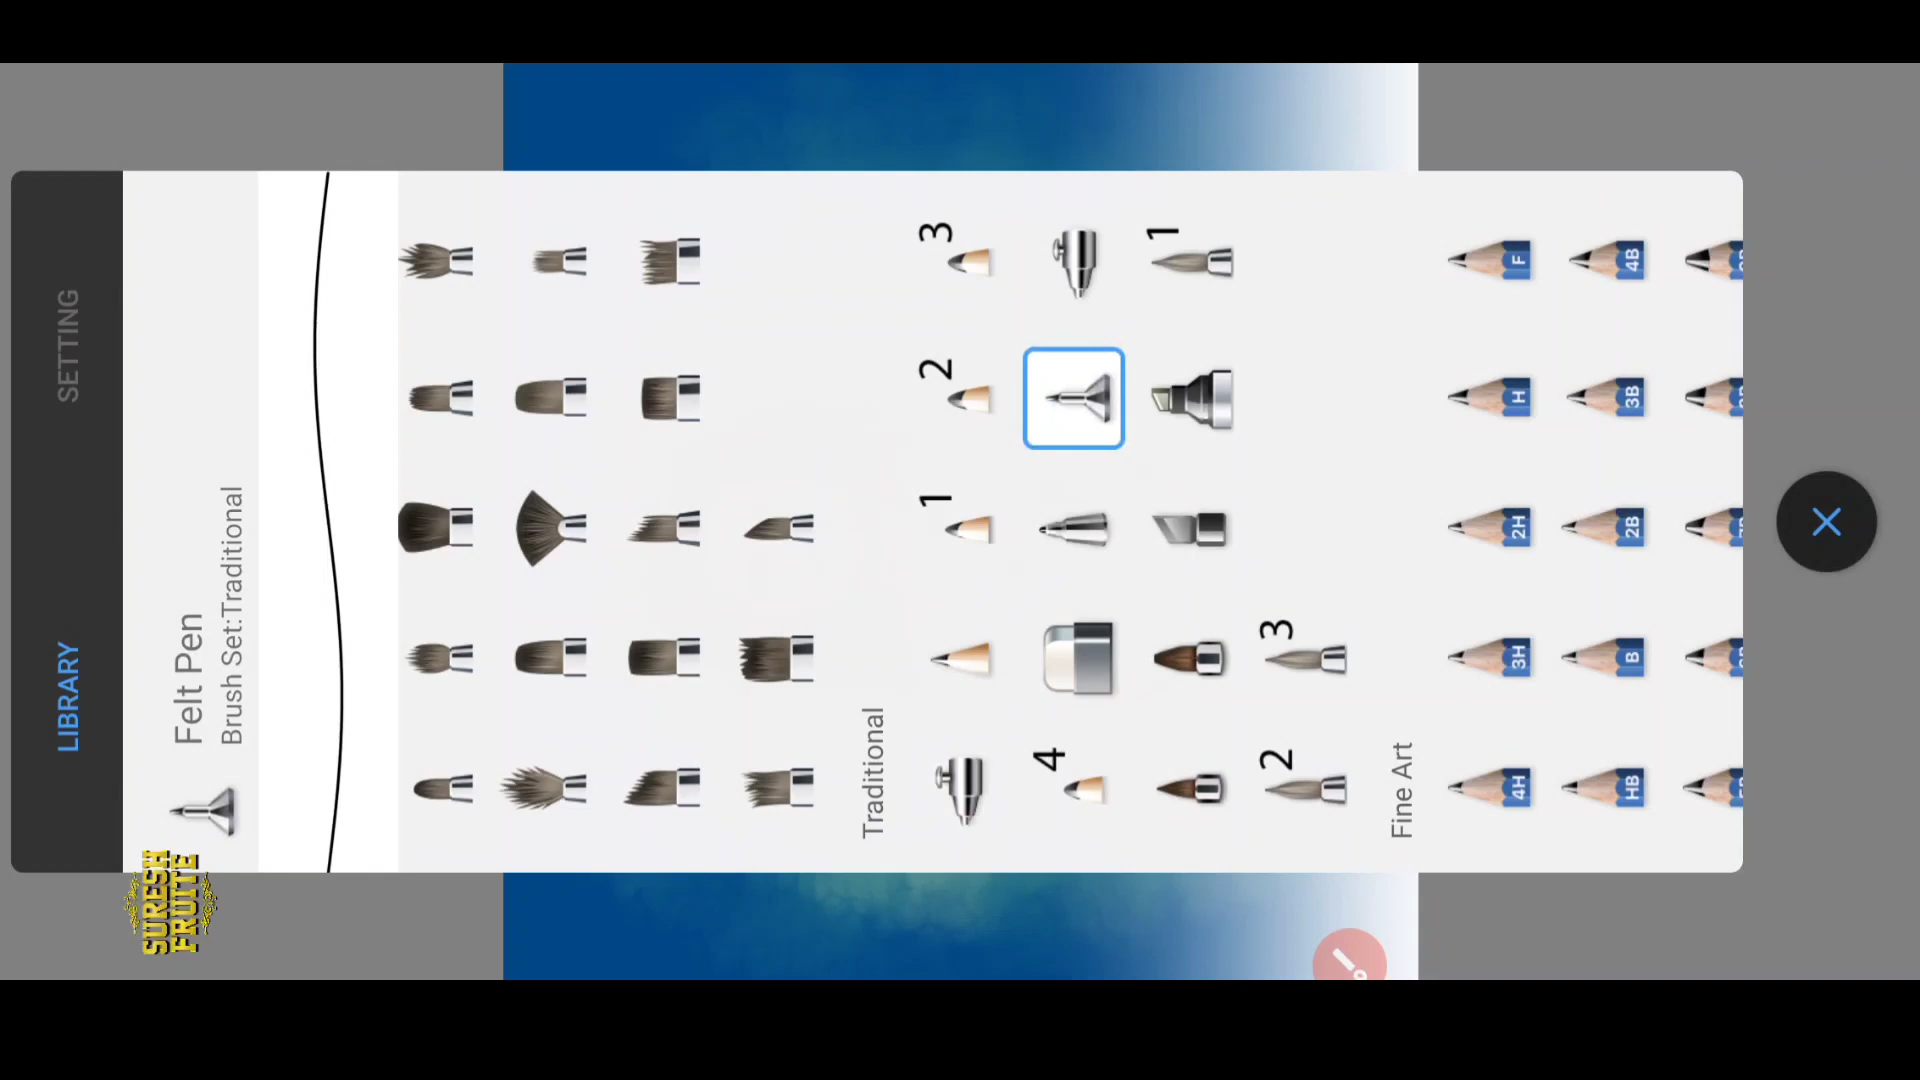 LIBRARY SETTING
Felt Pen
Brush Set:Traditional
Traditional
1 2 3
4
1
2 3
Fine Art
4H 3H 2H H F
HB B 2B 3B 4B
SURESH
FRUITE